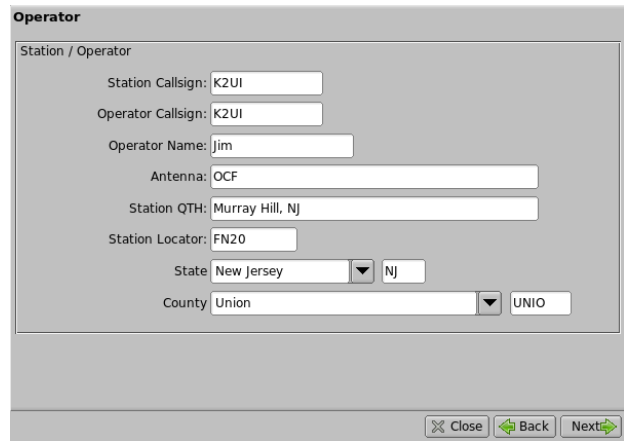 Operator
Station / Operator
Station Callsign: K2UI
Operator Callsign: K2UI
Operator Name: Jim
Antenna: OCF
Station QTH: Murray Hill, NJ
Station Locator: FN20
State New Jersey NJ
County Union UNIO
Close Back Next